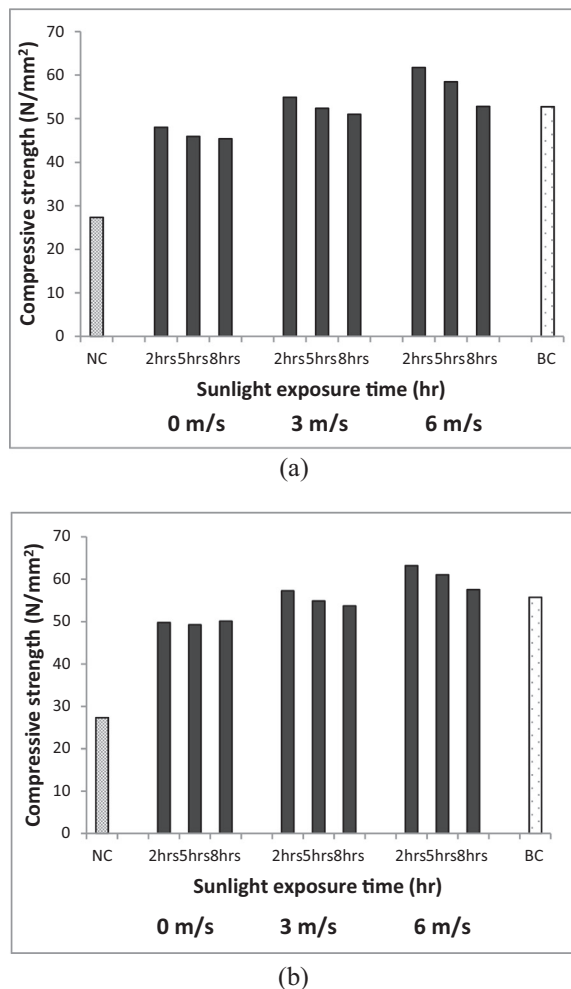 70
60
50
40
30
20
10
0
Compressive strength (N/mm²)
NC 2hrs5hrs8hrs 2hrs5hrs8hrs 2hrs5hrs8hrs BC
Sunlight exposure time (hr)
0 m/s 3 m/s 6 m/s
(a)
70
60
50
40
30
20
10
0
Compressive strength (N/mm²)
NC 2hrs5hrs8hrs 2hrs5hrs8hrs 2hrs5hrs8hrs BC
Sunlight exposure time (hr)
0 m/s 3 m/s 6 m/s
(b)